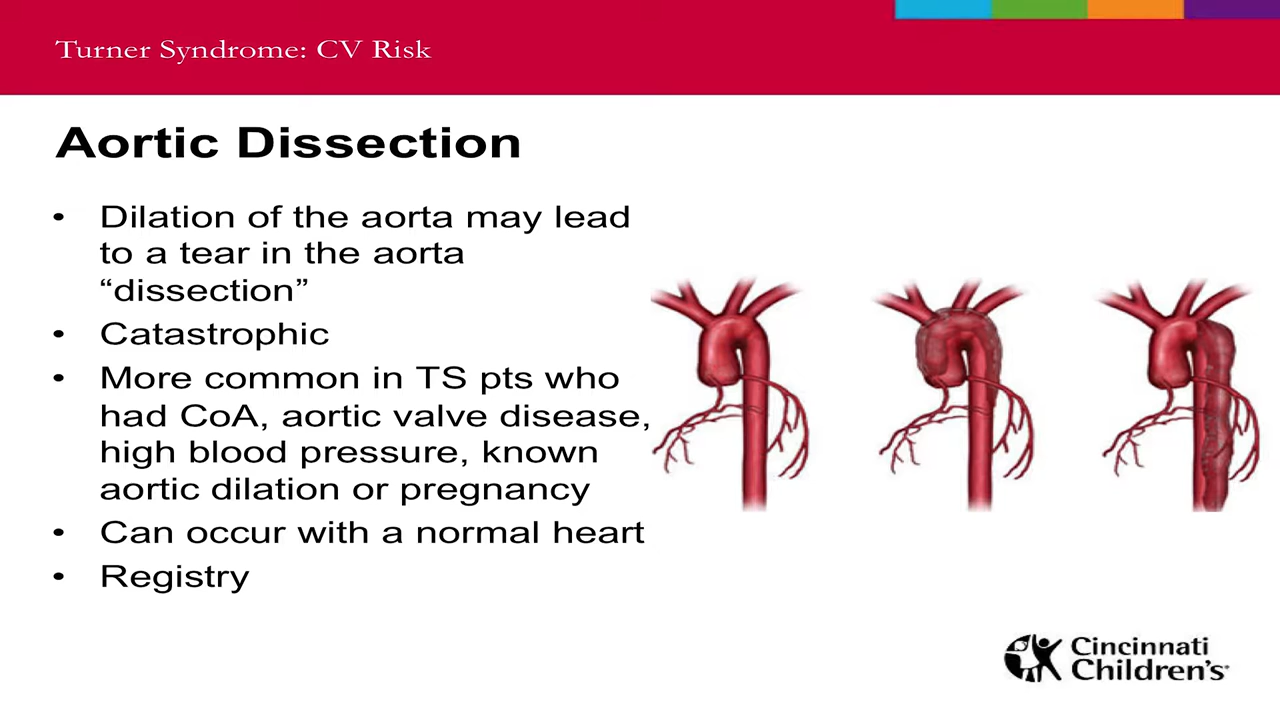 Turner Syndrome: CV Risk
Aortic Dissection
• Dilation of the aorta may lead
to a tear in the aorta
“dissection”
• Catastrophic
• More common in TS pts who
had CoA, aortic valve disease,
high blood pressure, known
aortic dilation or pregnancy
• Can occur with a normal heart
• Registry
Cincinnati
Children's